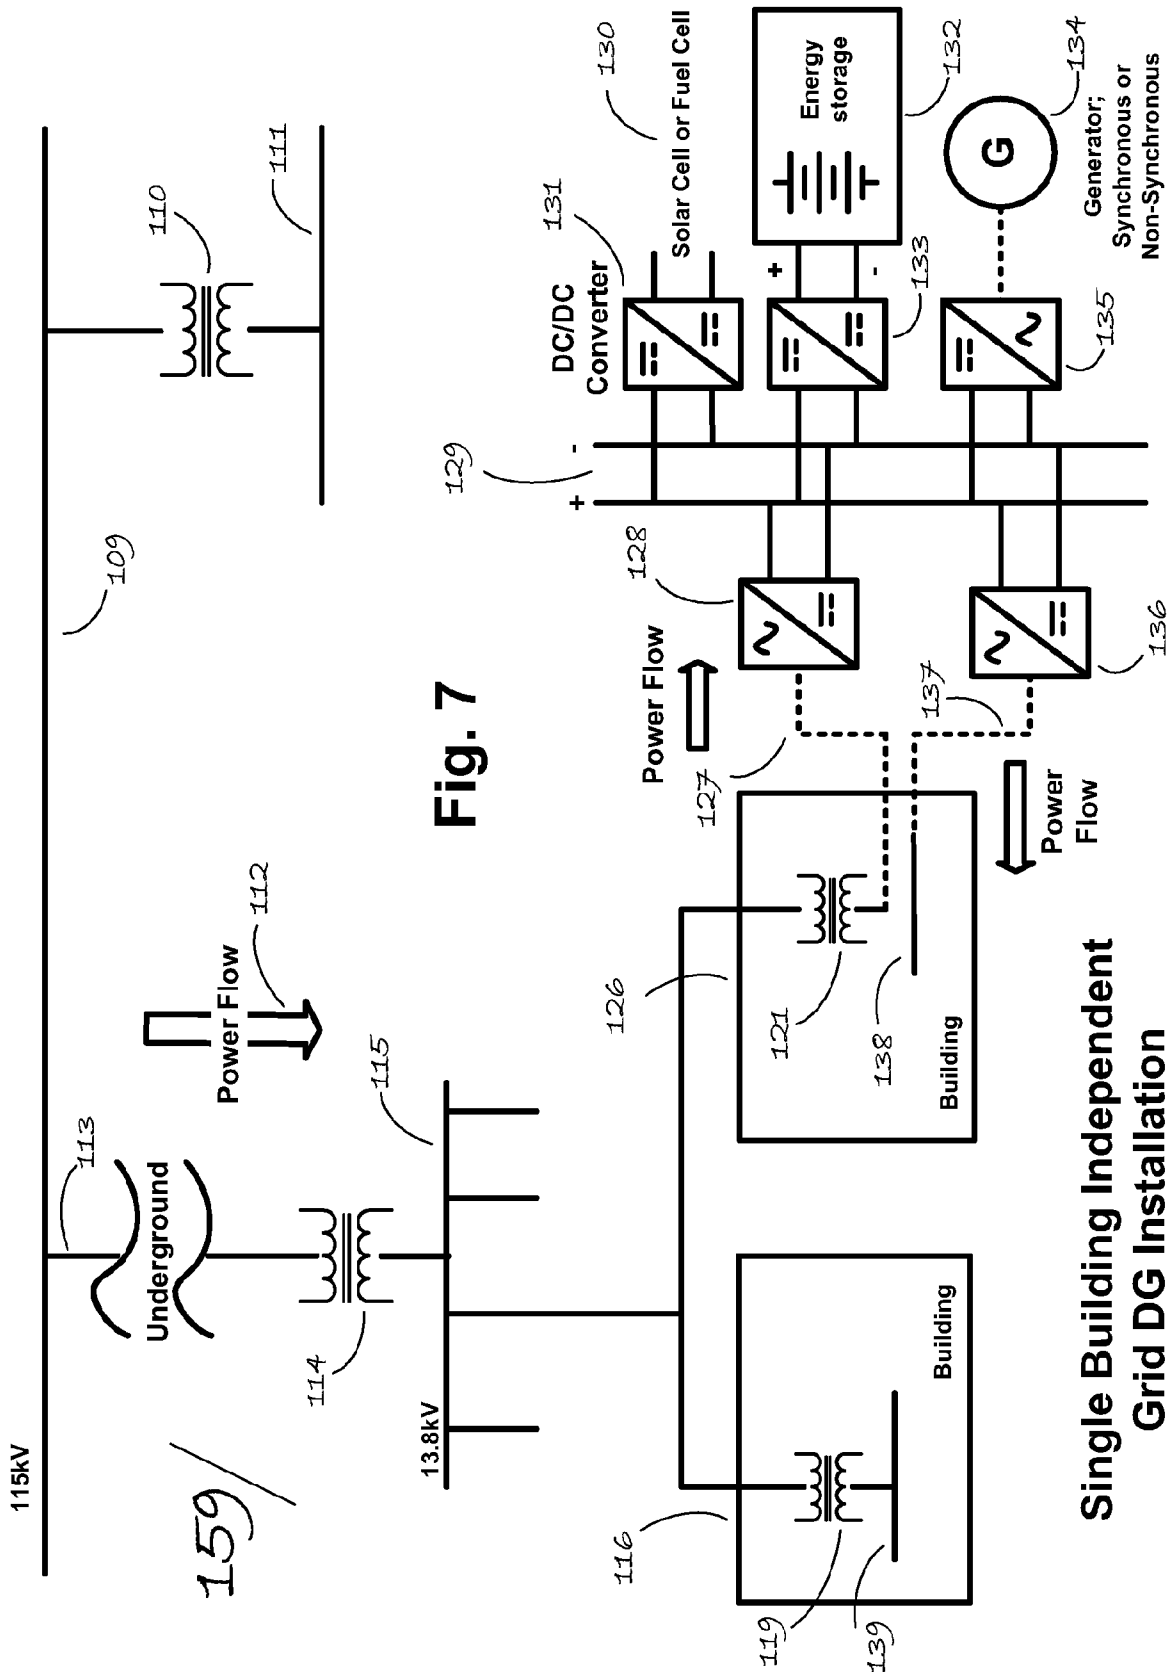 115kV
109
110
111
159
113
Underground
Power Flow
112
114
13.8kV
115
Fig. 7
116
119
139
Building
126
121
138
Building
Power Flow
127
128
129
+
-
DC/DC
Converter
131
130
Solar Cell or Fuel Cell
Energy
storage
132
+
-
133
134
G
Generator;
Synchronous or
Non-Synchronous
135
136
137
Power
Flow
Single Building Independent
Grid DG Installation